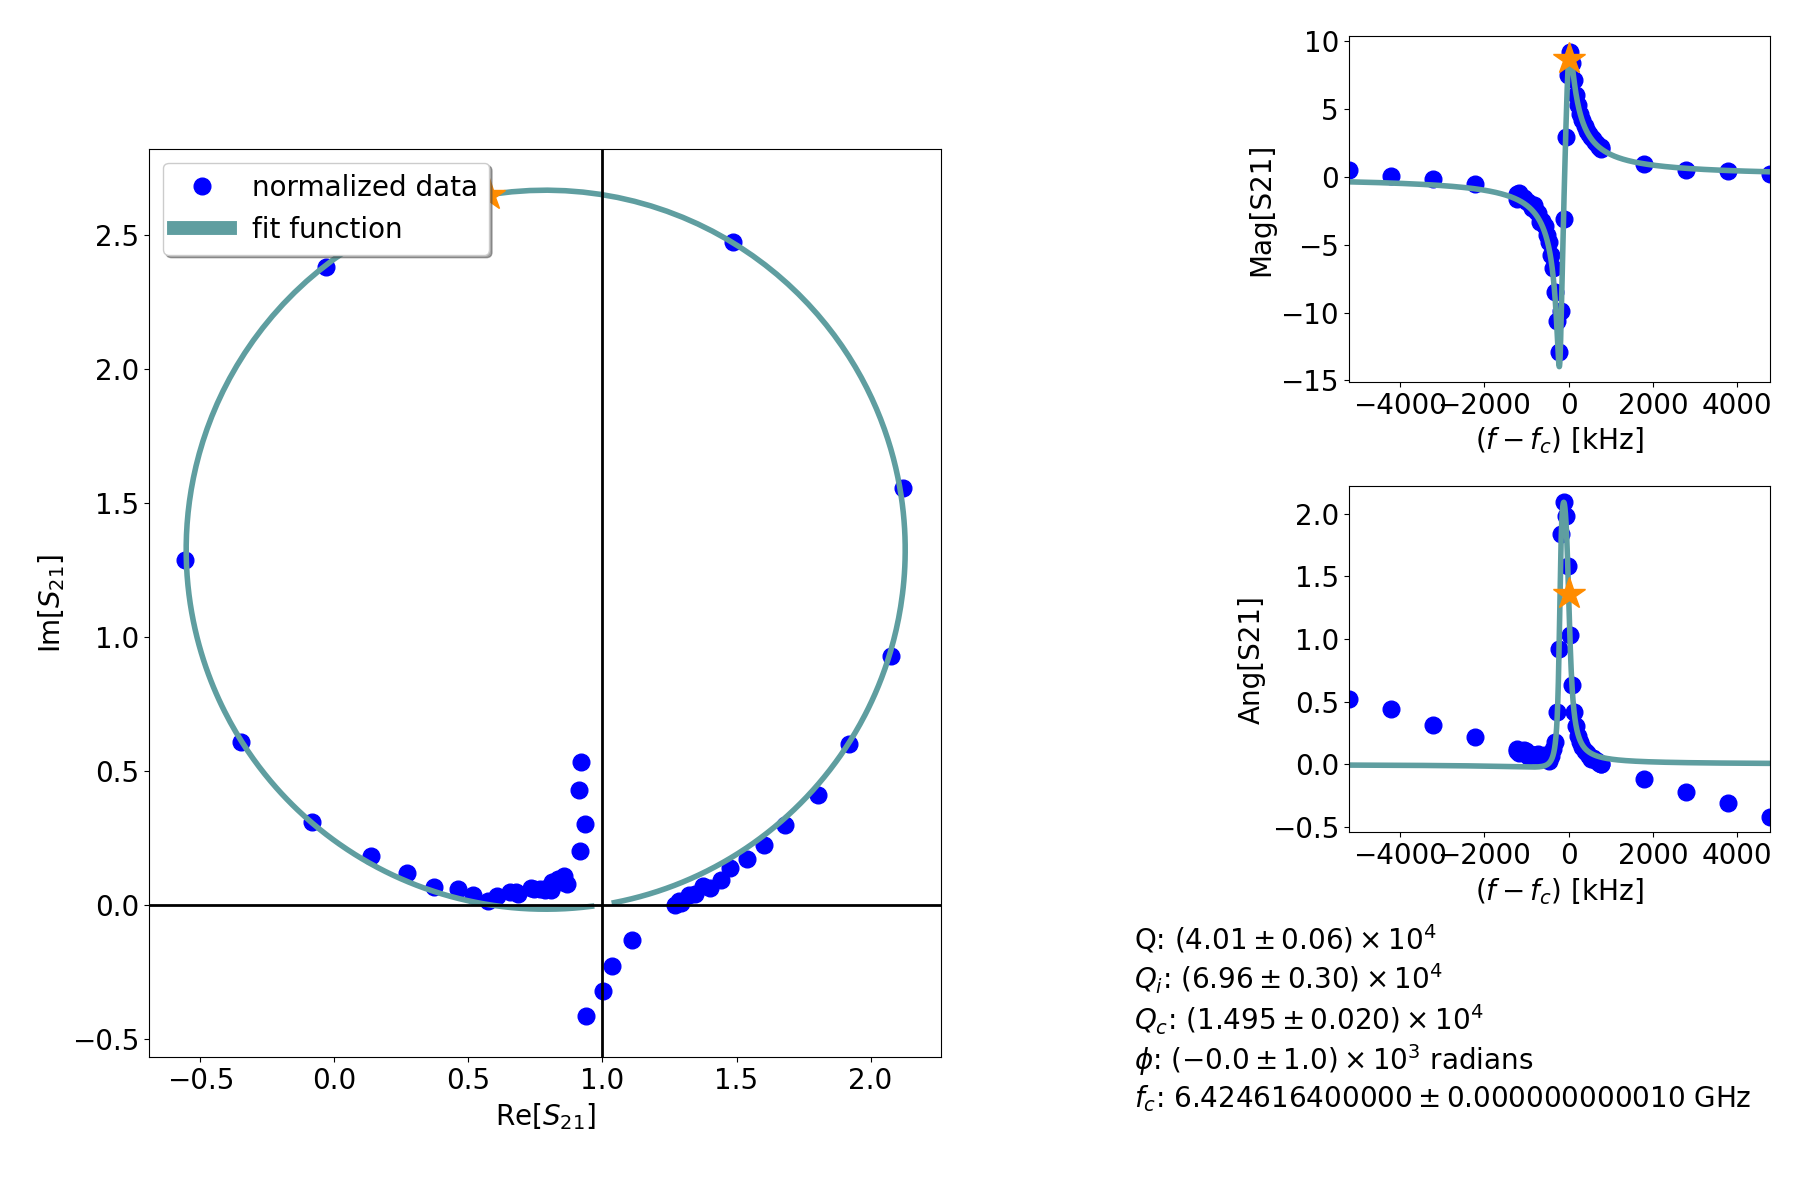 normalized data
fit function
2.5
2.0
1.5
1.0
0.5
0.0
−0.5
Im[S21]
−0.5 0.0 0.5 1.0 1.5 2.0
Re[S21]
10
5
0
−5
−10
−15
Mag[S21]
−4000 −2000 0 2000 4000
(f − fc) [kHz]
2.0
1.5
1.0
0.5
0.0
−0.5
Ang[S21]
−4000 −2000 0 2000 4000
(f − fc) [kHz]
Q: (4.01 ± 0.06) × 10^4
Qi: (6.96 ± 0.30) × 10^4
Qc: (1.495 ± 0.020) × 10^4
ϕ: (−0.0 ± 1.0) × 10^3 radians
fc: 6.424616400000 ± 0.000000000010 GHz